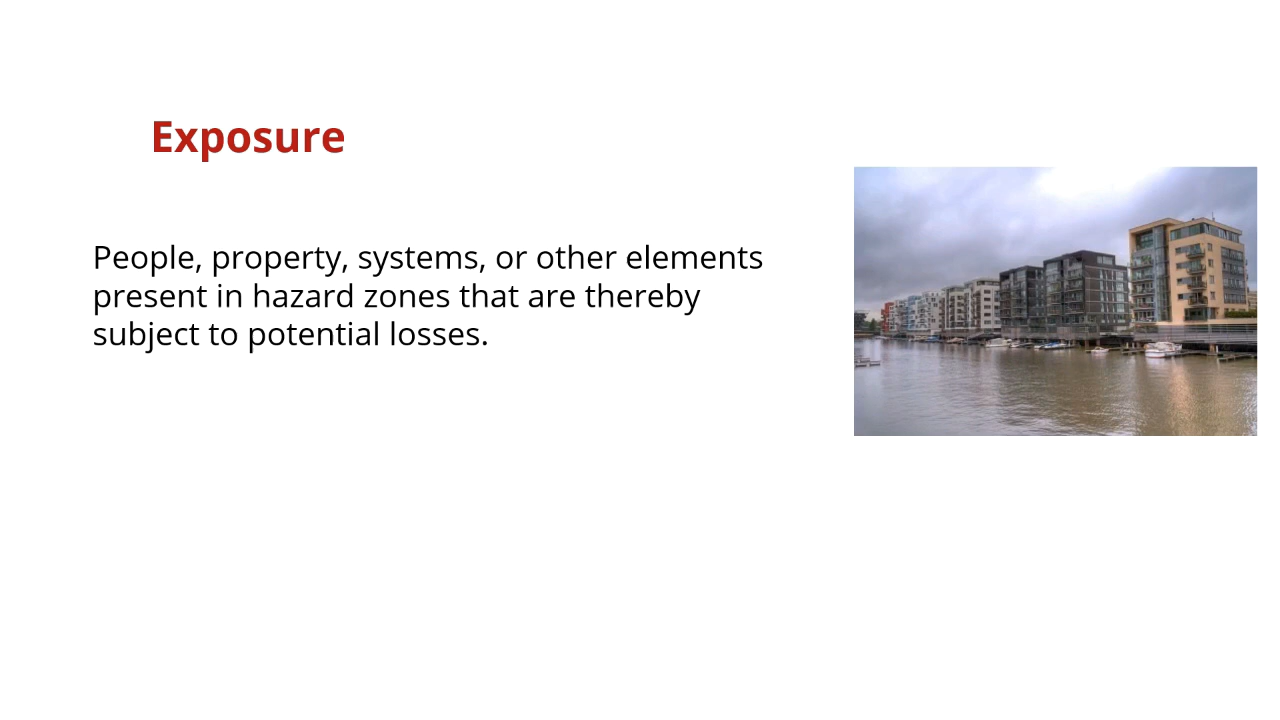 Exposure
People, property, systems, or other elements
present in hazard zones that are thereby
subject to potential losses.